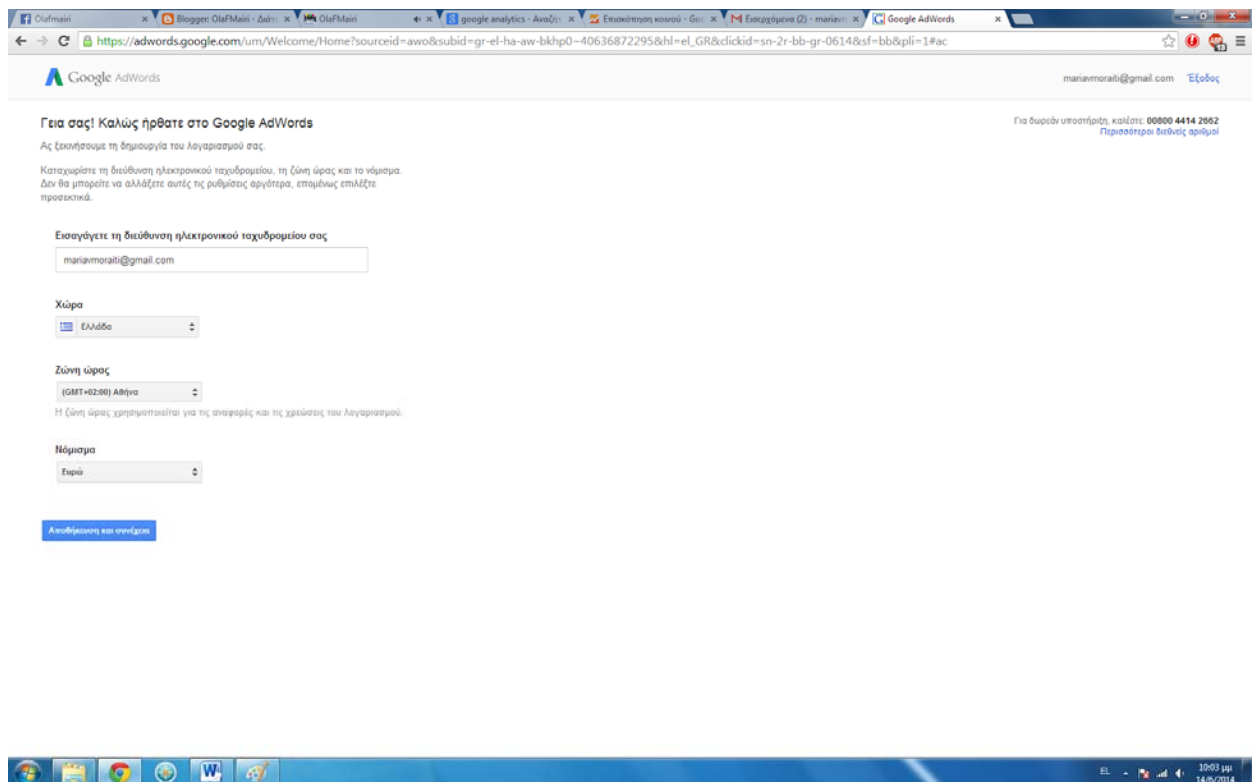 Olafmairi
Blogger: OlaFMairi - Διάτα
OlaFMairi
google analytics - Αναζήτ
Επισκόπηση κοινού - Goo
Εισερχόμενα (2) - mariavm
Google AdWords
https://adwords.google.com/um/Welcome/Home?sourceid=awo&subid=gr-el-ha-aw-bkhp0~40636872295&hl=el_GR&clickid=sn-2r-bb-gr-0614&sf=bb&pli=1#ac
Google AdWords
mariavmoraiti@gmail.com Έξοδος
Γεια σας! Καλώς ήρθατε στο Google AdWords
Για δωρεάν υποστήριξη, καλέστε: 00800 4414 2662
Περισσότεροι διεθνείς αριθμοί
Ας ξεκινήσουμε τη δημιουργία του λογαριασμού σας.
Καταχωρίστε τη διεύθυνση ηλεκτρονικού ταχυδρομείου, τη ζώνη ώρας και το νόμισμα.
Δεν θα μπορείτε να αλλάξετε αυτές τις ρυθμίσεις αργότερα, επομένως επιλέξτε
προσεκτικά.
Εισαγάγετε τη διεύθυνση ηλεκτρονικού ταχυδρομείου σας
mariavmoraiti@gmail.com
Χώρα
Ελλάδα
Ζώνη ώρας
(GMT+02:00) Αθήνα
Η ζώνη ώρας χρησιμοποιείται για τις αναφορές και τις χρεώσεις του λογαριασμού.
Νόμισμα
Ευρώ
Αποθήκευση και συνέχεια
EL
10:03 μμ
14/6/2014